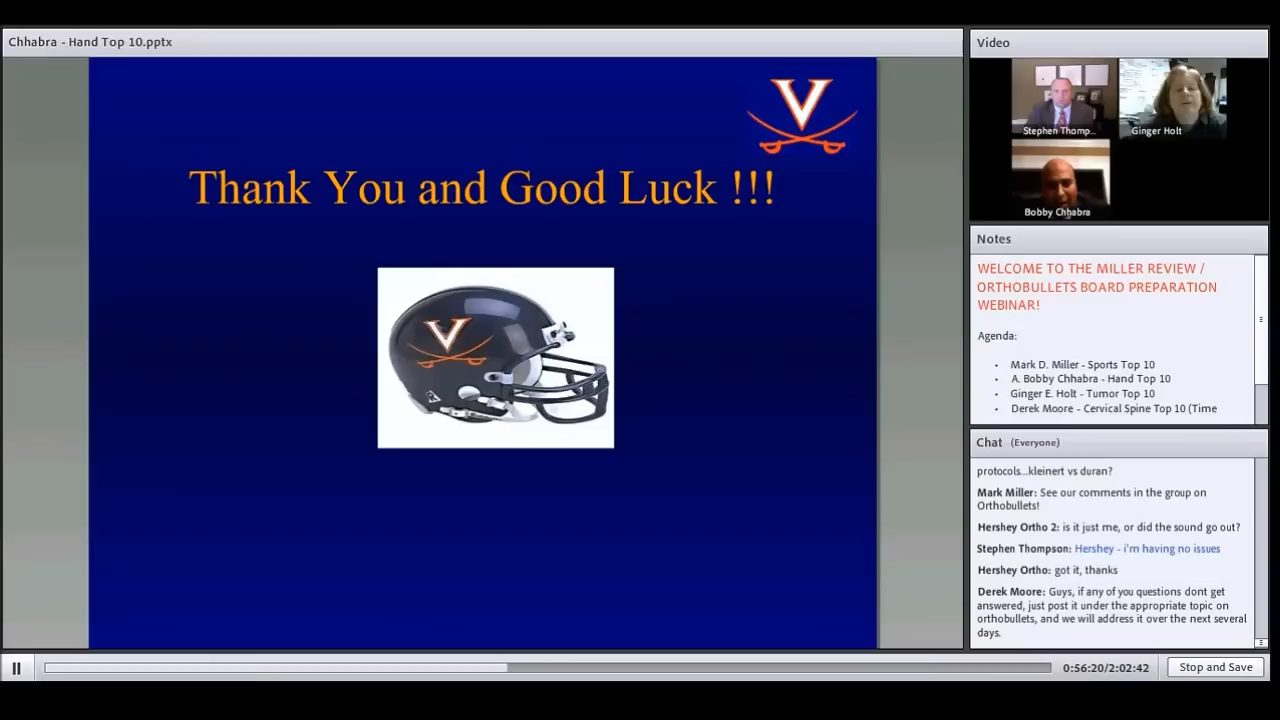 Chhabra - Hand Top 10.pptx
Thank You and Good Luck !!!
Video
Stephen Thomp...
Ginger Holt
Bobby Chhabra
Notes
WELCOME TO THE MILLER REVIEW /
ORTHOBULLETS BOARD PREPARATION
WEBINAR!
Agenda:
• Mark D. Miller - Sports Top 10
• A. Bobby Chhabra - Hand Top 10
• Ginger E. Holt - Tumor Top 10
• Derek Moore - Cervical Spine Top 10 (Time
Chat (Everyone)
protocols...kleinert vs duran?
Mark Miller: See our comments in the group on
Orthobullets!
Hershey Ortho 2: is it just me, or did the sound go out?
Stephen Thompson: Hershey - i'm having no issues
Hershey Ortho: got it, thanks
Derek Moore: Guys, if any of you questions dont get
answered, just post it under the appropriate topic on
orthobullets, and we will address it over the next several
days.
0:56:20/2:02:42
Stop and Save